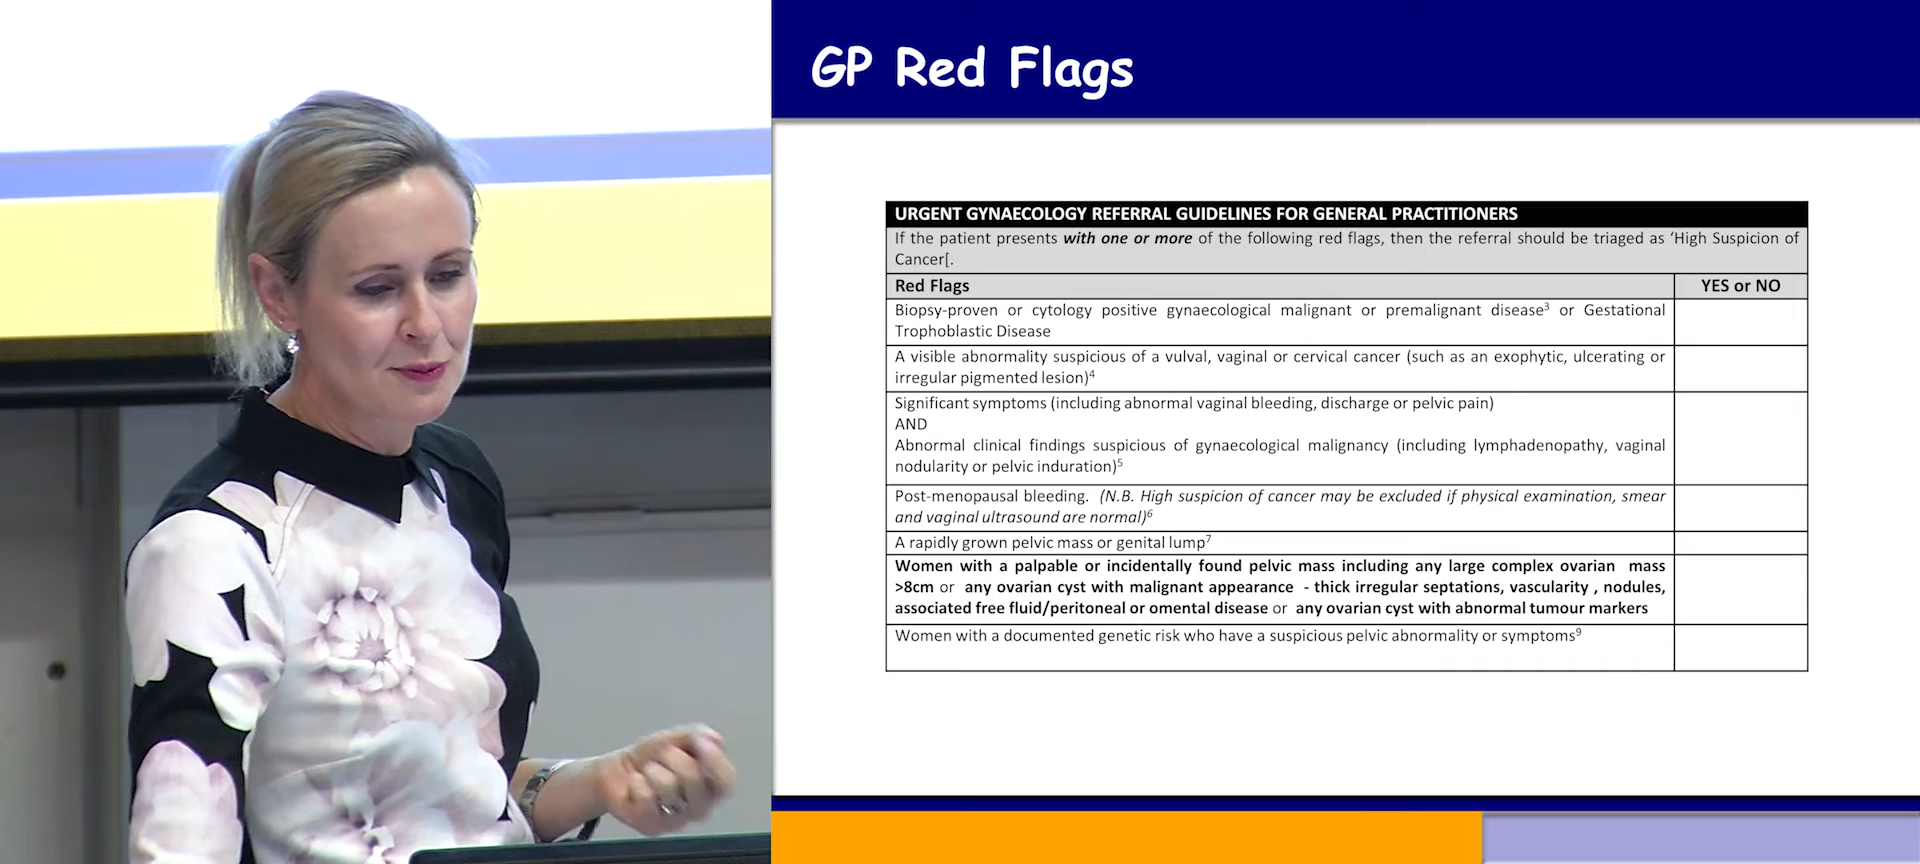 GP Red Flags
URGENT GYNAECOLOGY REFERRAL GUIDELINES FOR GENERAL PRACTITIONERS
If the patient presents with one or more of the following red flags, then the referral should be triaged as ‘High Suspicion of
Cancer[.
Red Flags YES or NO
Biopsy-proven or cytology positive gynaecological malignant or premalignant disease³ or Gestational
Trophoblastic Disease
A visible abnormality suspicious of a vulval, vaginal or cervical cancer (such as an exophytic, ulcerating or
irregular pigmented lesion)⁴
Significant symptoms (including abnormal vaginal bleeding, discharge or pelvic pain)
AND
Abnormal clinical findings suspicious of gynaecological malignancy (including lymphadenopathy, vaginal
nodularity or pelvic induration)⁵
Post-menopausal bleeding. (N.B. High suspicion of cancer may be excluded if physical examination, smear
and vaginal ultrasound are normal)⁶
A rapidly grown pelvic mass or genital lump⁷
Women with a palpable or incidentally found pelvic mass including any large complex ovarian mass
>8cm or any ovarian cyst with malignant appearance - thick irregular septations, vascularity , nodules,
associated free fluid/peritoneal or omental disease or any ovarian cyst with abnormal tumour markers
Women with a documented genetic risk who have a suspicious pelvic abnormality or symptoms⁹